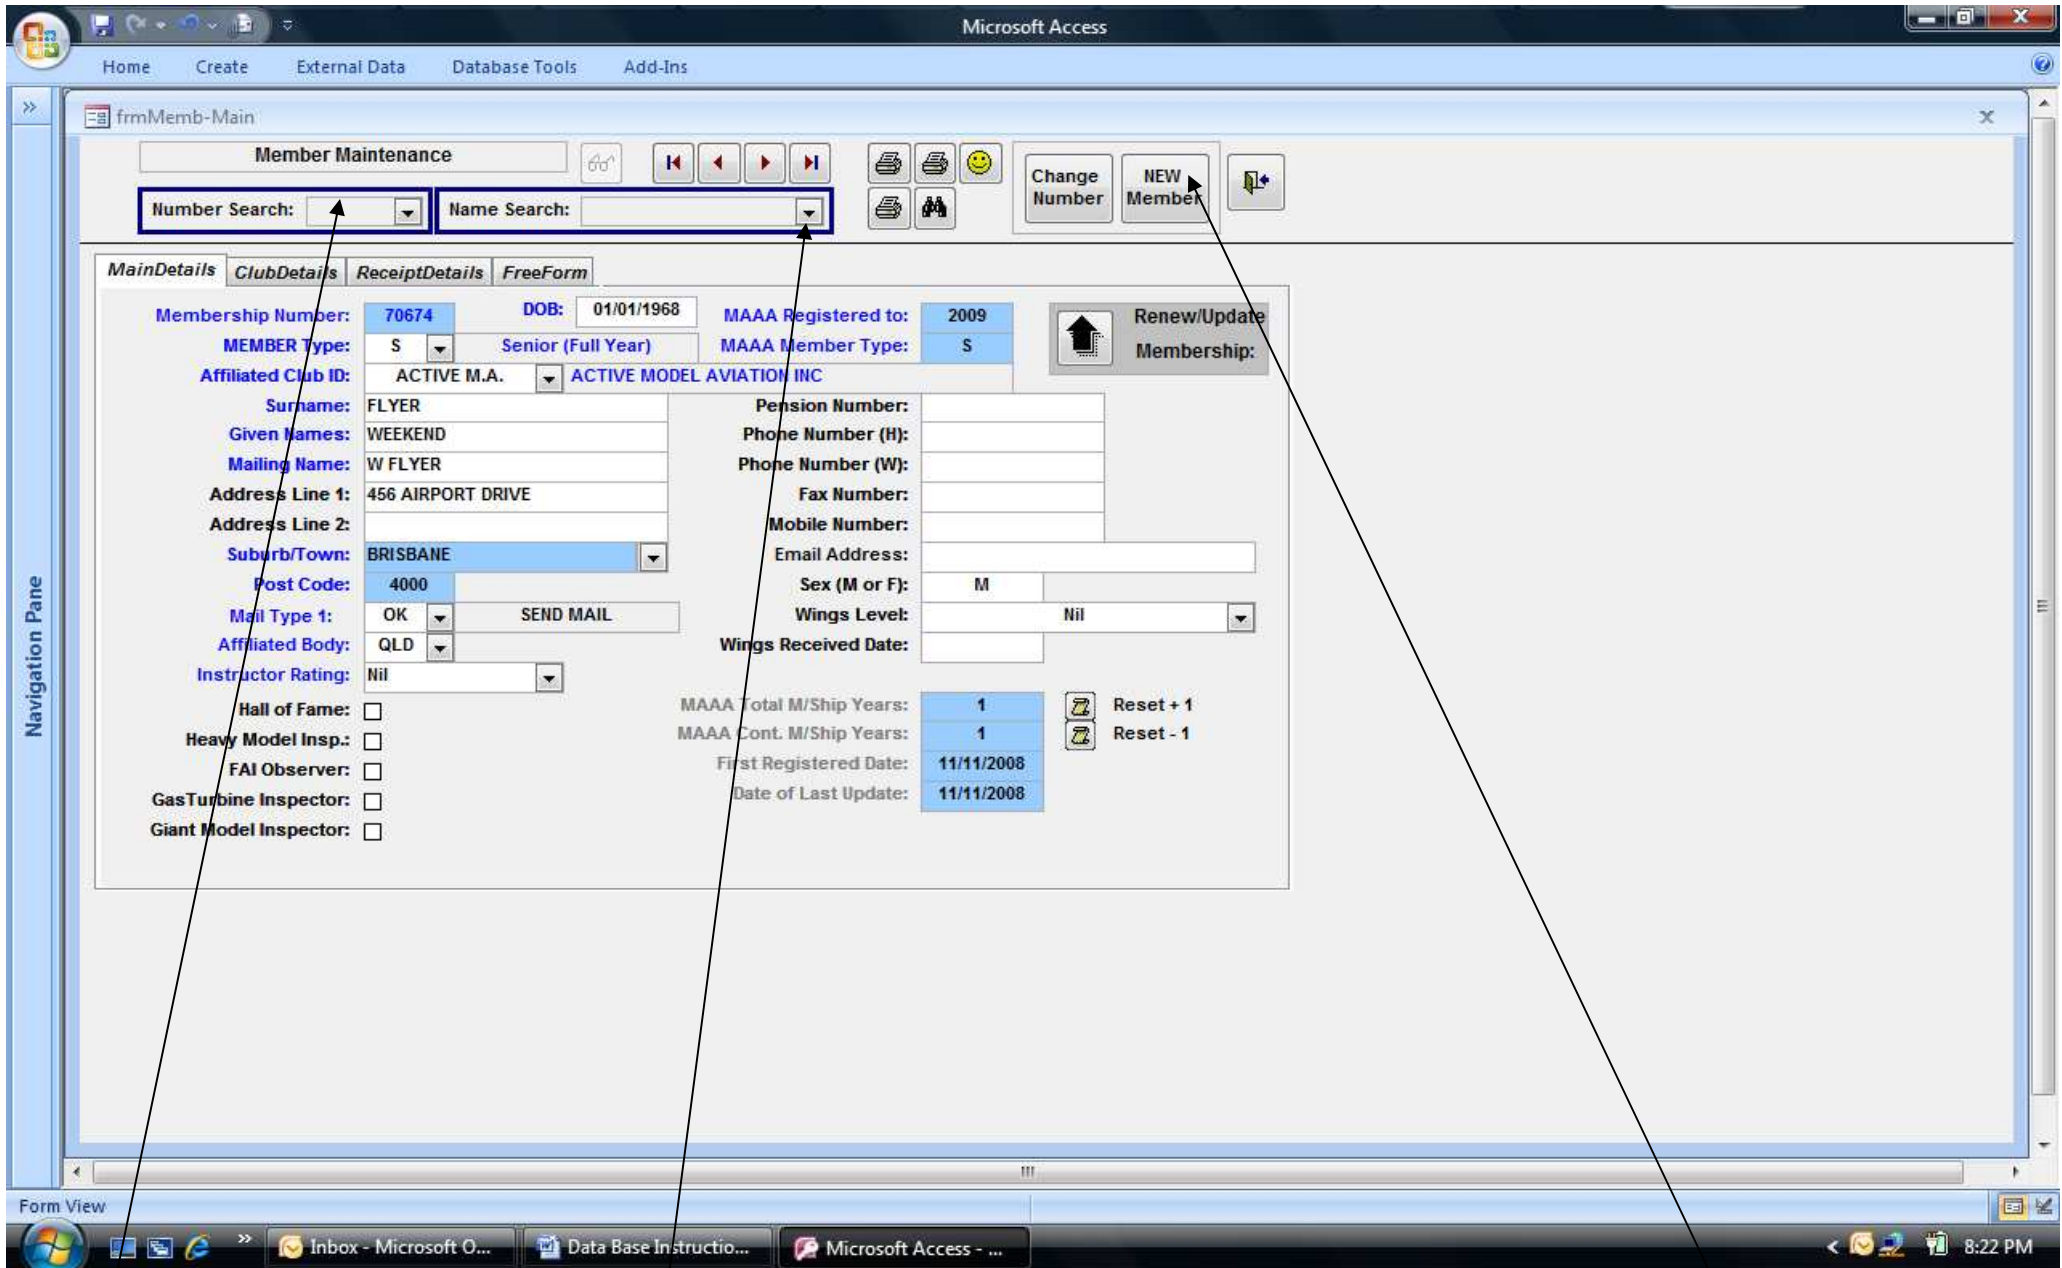 Microsoft Access
Home Create External Data Database Tools Add-Ins
frmMemb-Main
Member Maintenance
Change Number
NEW Member
Number Search:
Name Search:
MainDetails ClubDetails ReceiptDetails FreeForm
Membership Number: 70674 DOB: 01/01/1968 MAAA Registered to: 2009 Renew/Update
MEMBER Type: S Senior (Full Year) MAAA Member Type: S Membership:
Affiliated Club ID: ACTIVE M.A. ACTIVE MODEL AVIATION INC
Surname: FLYER Pension Number:
Given Names: WEEKEND Phone Number (H):
Mailing Name: W FLYER Phone Number (W):
Address Line 1: 456 AIRPORT DRIVE Fax Number:
Address Line 2: Mobile Number:
Suburb/Town: BRISBANE Email Address:
Post Code: 4000 Sex (M or F): M
Mail Type 1: OK SEND MAIL Wings Level: Nil
Affiliated Body: QLD Wings Received Date:
Instructor Rating: Nil
Hall of Fame: MAAA Total M/Ship Years: 1 Reset + 1
Heavy Model Insp.: MAAA Cont. M/Ship Years: 1 Reset - 1
FAI Observer: First Registered Date: 11/11/2008
GasTurbine Inspector: Date of Last Update: 11/11/2008
Giant Model Inspector:
Navigation Pane
Form View
Inbox - Microsoft O... Data Base Instructio... Microsoft Access - ... 8:22 PM